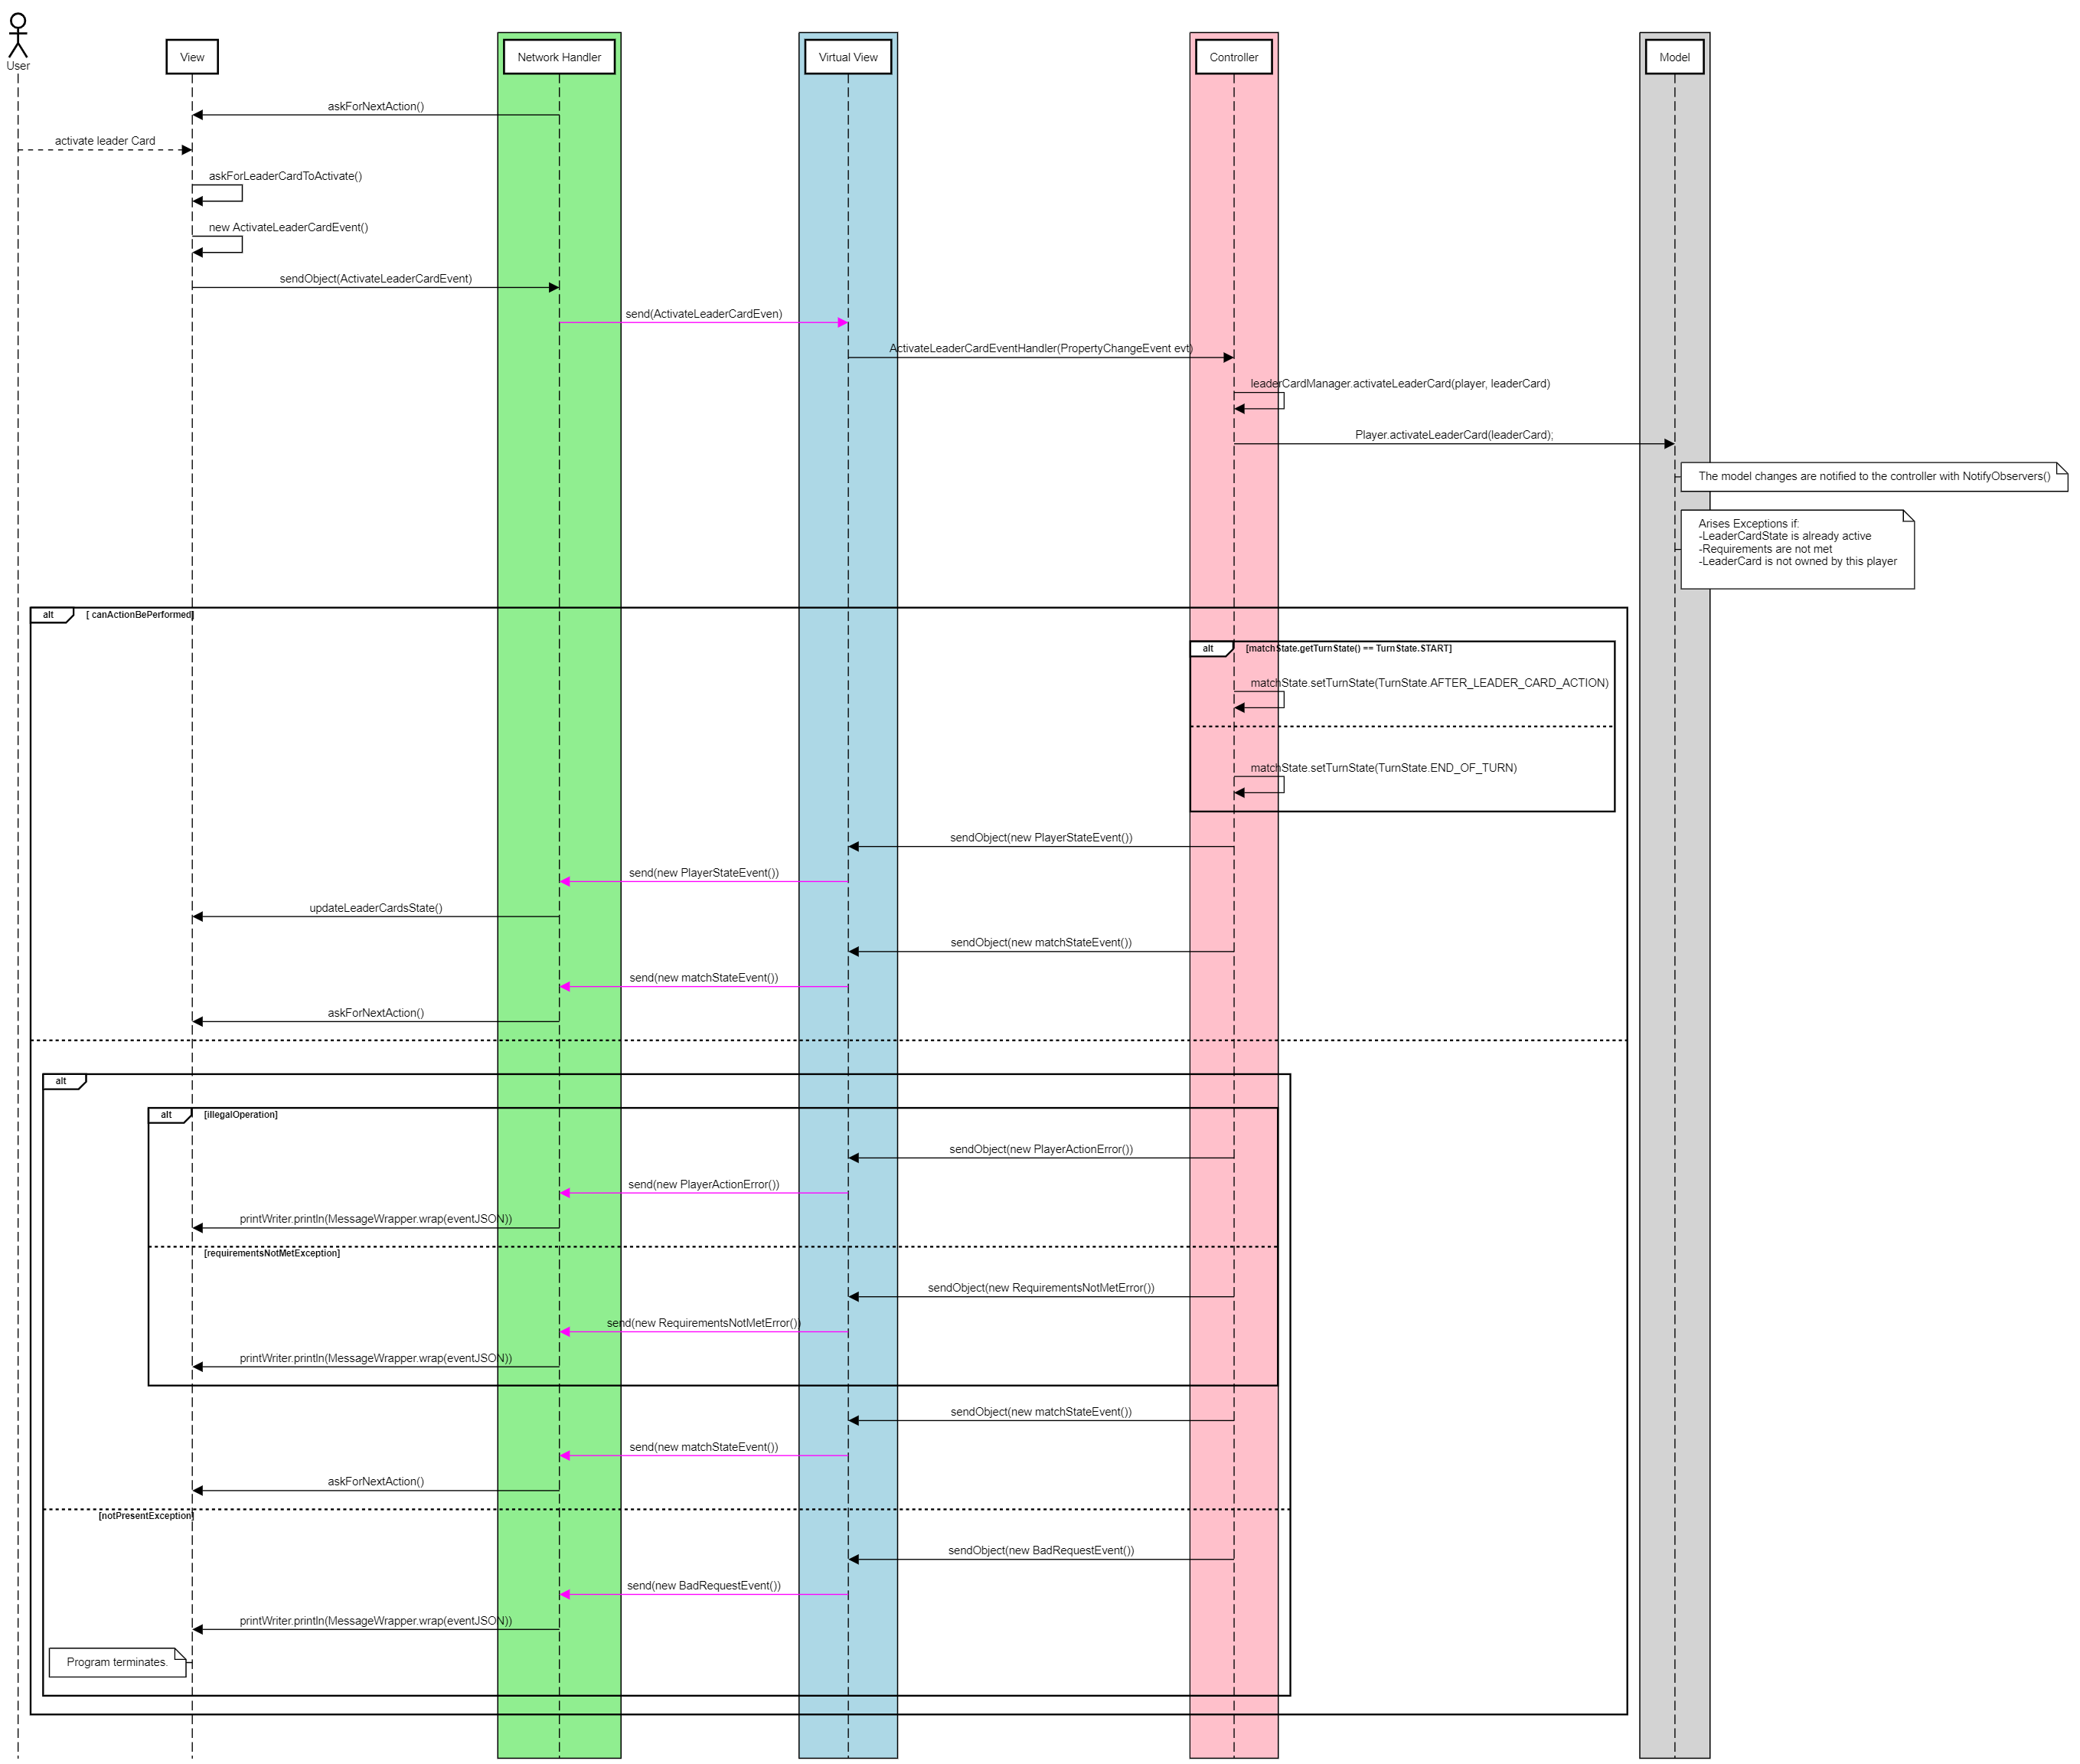 User
View
Network Handler
Virtual View
Controller
Model
askForNextAction()
activate leader Card
askForLeaderCardToActivate()
new ActivateLeaderCardEvent()
sendObject(ActivateLeaderCardEvent)
send(ActivateLeaderCardEven)
ActivateLeaderCardEventHandler(PropertyChangeEvent evt)
leaderCardManager.activateLeaderCard(player, leaderCard)
Player.activateLeaderCard(leaderCard);
The model changes are notified to the controller with NotifyObservers()
Arises Exceptions if:
-LeaderCardState is already active
-Requirements are not met
-LeaderCard is not owned by this player
alt [ canActionBePerformed]
alt [matchState.getTurnState() == TurnState.START]
matchState.setTurnState(TurnState.AFTER_LEADER_CARD_ACTION)
matchState.setTurnState(TurnState.END_OF_TURN)
sendObject(new PlayerStateEvent())
send(new PlayerStateEvent())
updateLeaderCardsState()
sendObject(new matchStateEvent())
send(new matchStateEvent())
askForNextAction()
alt
alt [illegalOperation]
sendObject(new PlayerActionError())
send(new PlayerActionError())
printWriter.println(MessageWrapper.wrap(eventJSON))
[requirementsNotMetException]
sendObject(new RequirementsNotMetError())
send(new RequirementsNotMetError())
printWriter.println(MessageWrapper.wrap(eventJSON))
sendObject(new matchStateEvent())
send(new matchStateEvent())
askForNextAction()
[notPresentException]
sendObject(new BadRequestEvent())
send(new BadRequestEvent())
printWriter.println(MessageWrapper.wrap(eventJSON))
Program terminates.